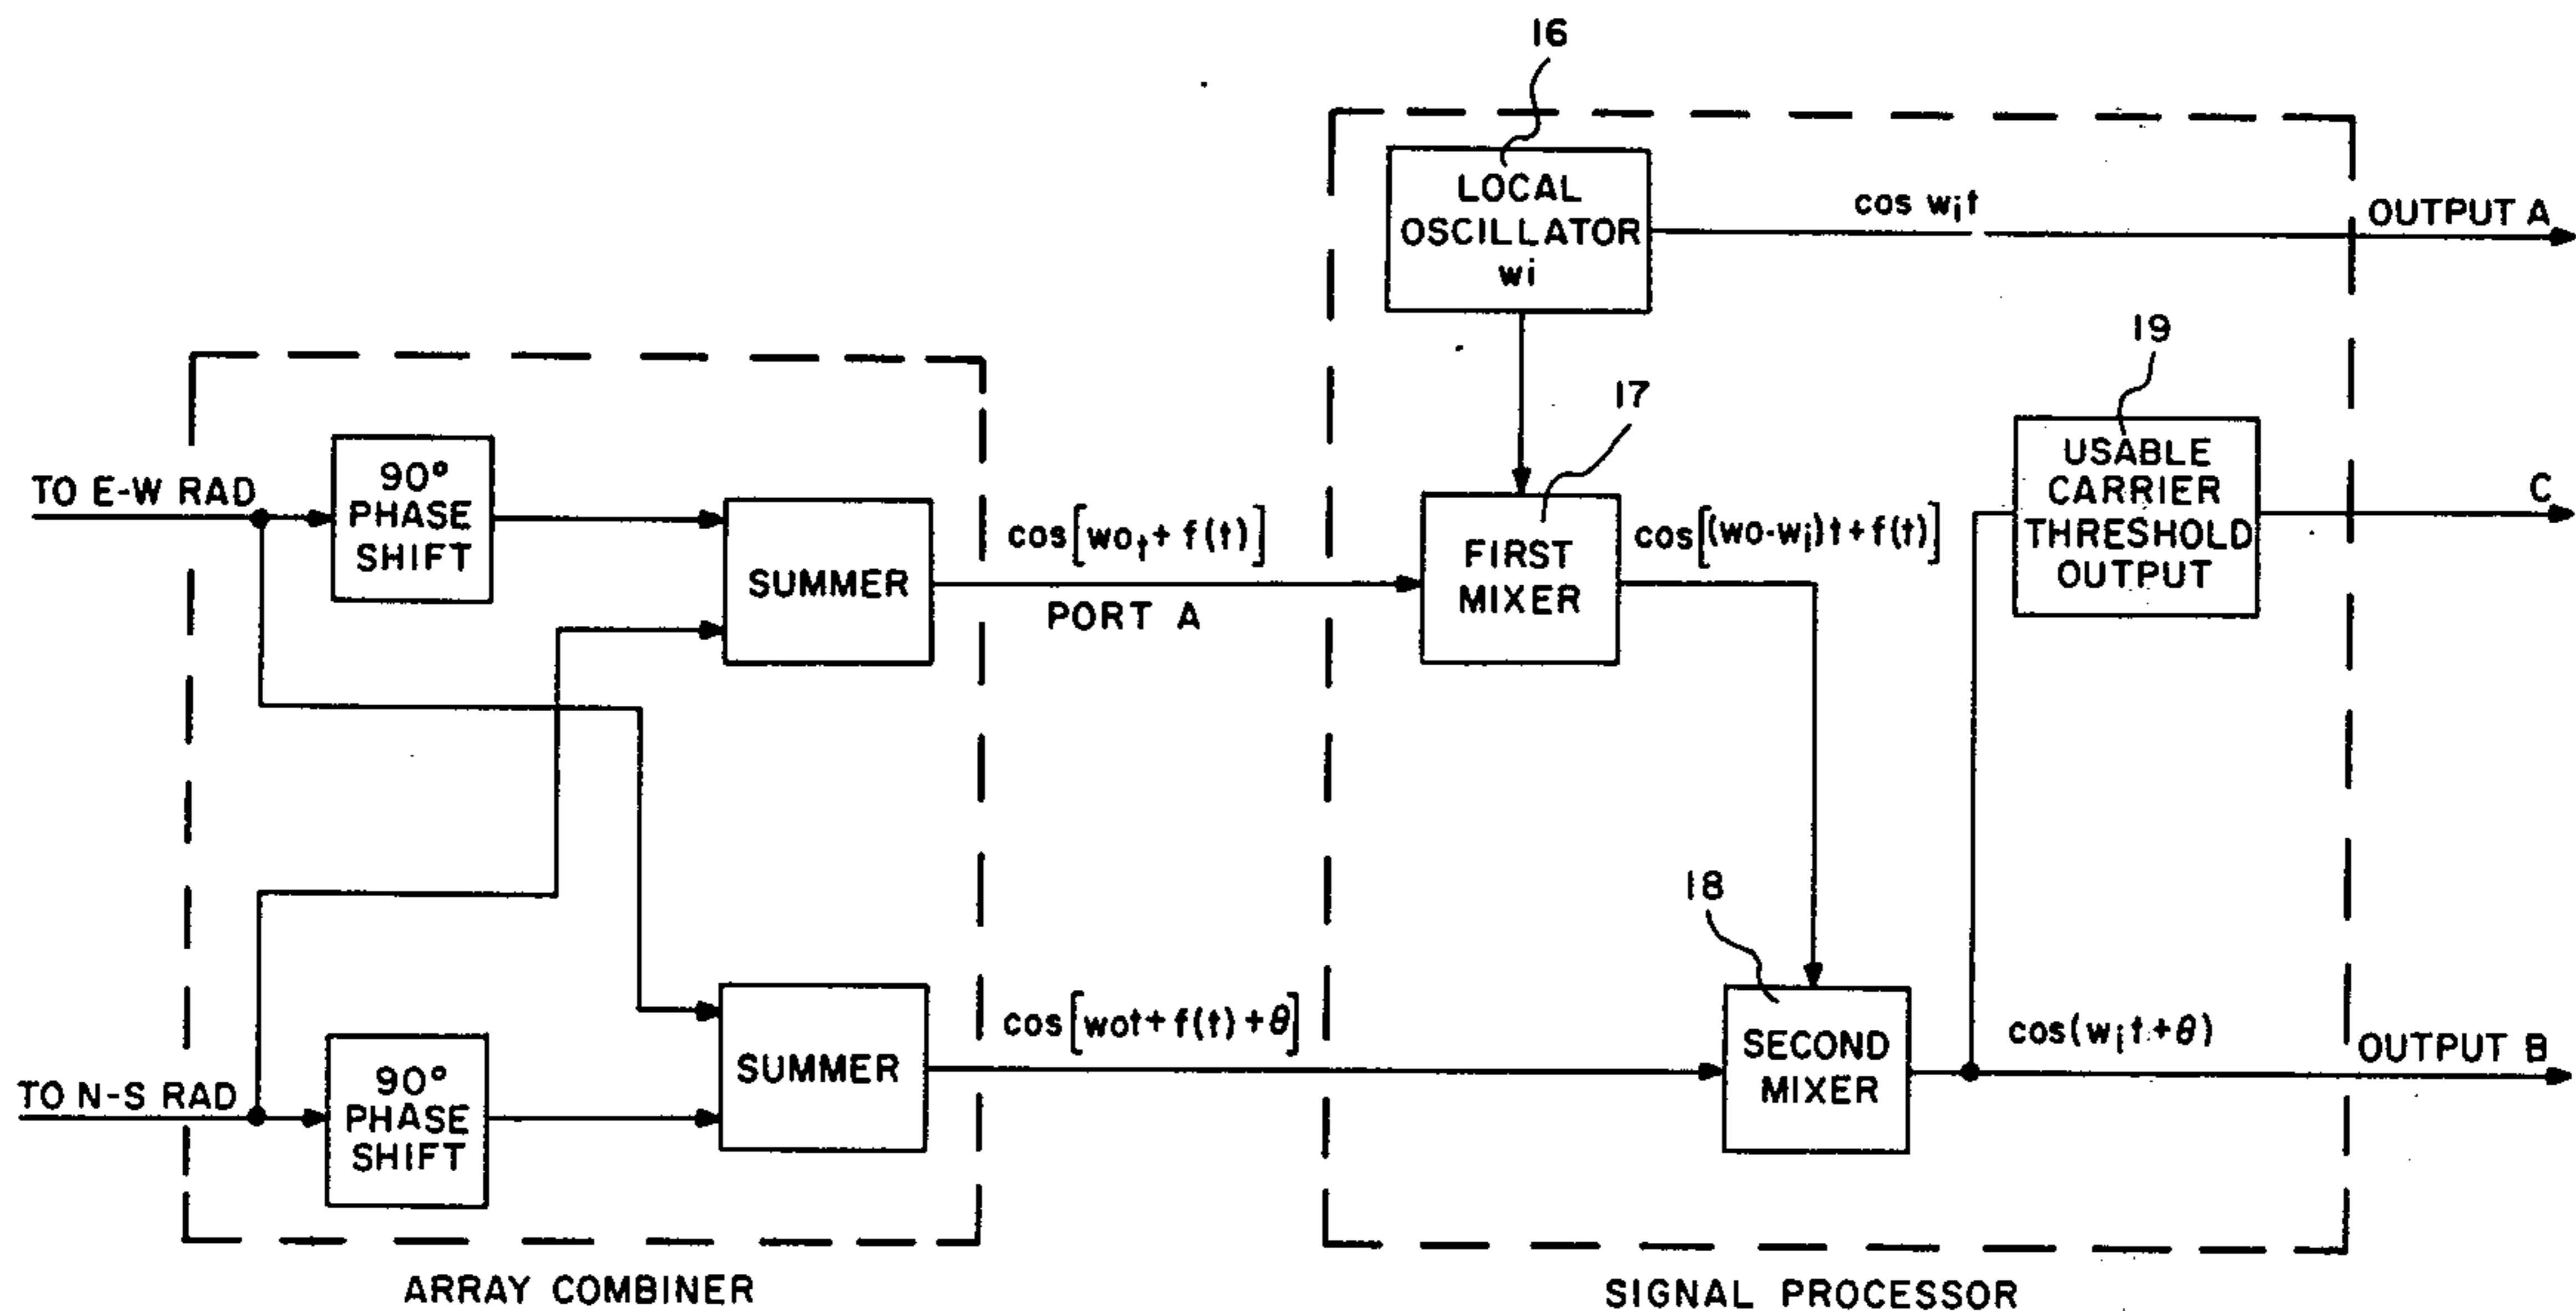 16
LOCAL
OSCILLATOR
wi
cos wit
OUTPUT A
19
USABLE
CARRIER
THRESHOLD
OUTPUT
C
17
FIRST
MIXER
cos[(wo-wi)t+f(t)]
TO E-W RAD
90°
PHASE
SHIFT
SUMMER
cos[wot+ f(t)]
PORT A
18
SECOND
MIXER
cos(wit+θ)
OUTPUT B
TO N-S RAD
90°
PHASE
SHIFT
SUMMER
cos[wot+f(t)+θ]
ARRAY COMBINER
SIGNAL PROCESSOR